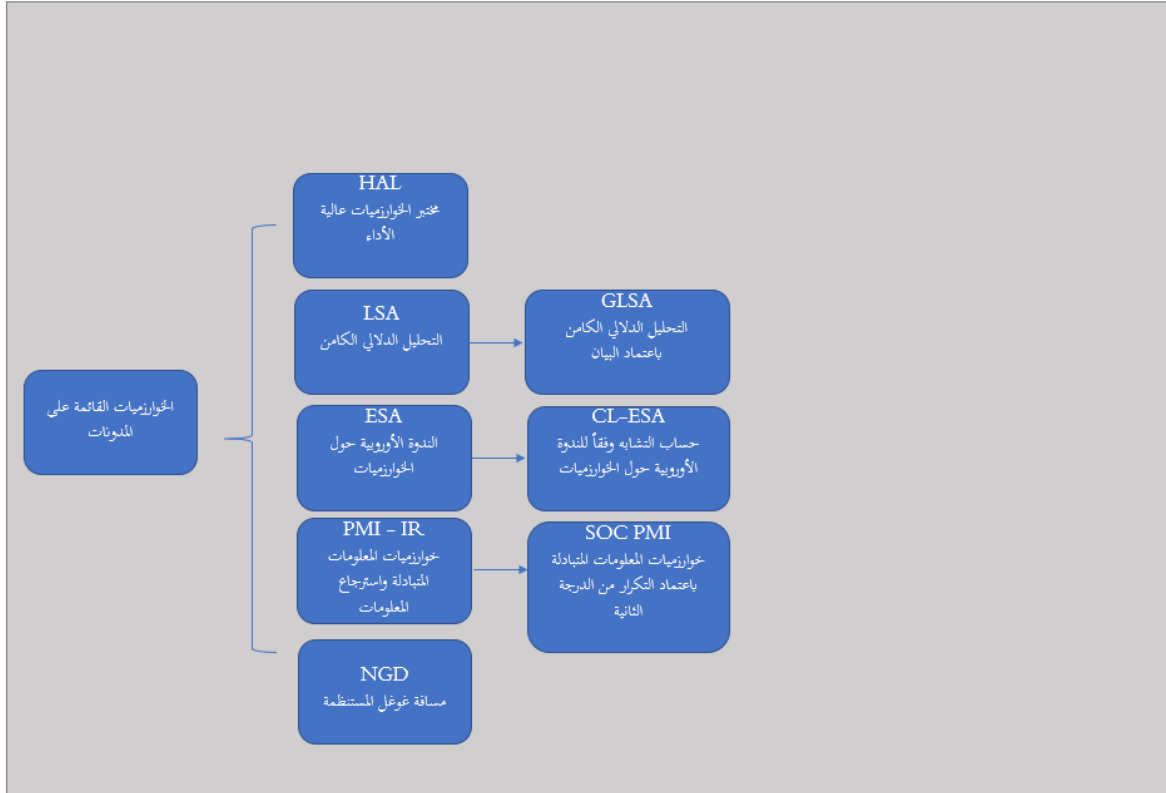 الخوارزميات القائمة على
المدونات
HAL
مختبر الخوارزميات عالية
الأداء
LSA
التحليل الدلالي الكامن
GLSA
التحليل الدلالي الكامن
باعتماد البيان
ESA
الندوة الأوروبية حول
الخوارزميات
CL-ESA
حساب التشابه وفقاً للندوة
الأوروبية حول الخوارزميات
PMI - IR
خوارزميات المعلومات
المتبادلة واسترجاع
المعلومات
SOC PMI
خوارزميات المعلومات المتبادلة
باعتماد التكرار من الدرجة
الثانية
NGD
مسافة غوغل المستنظمة